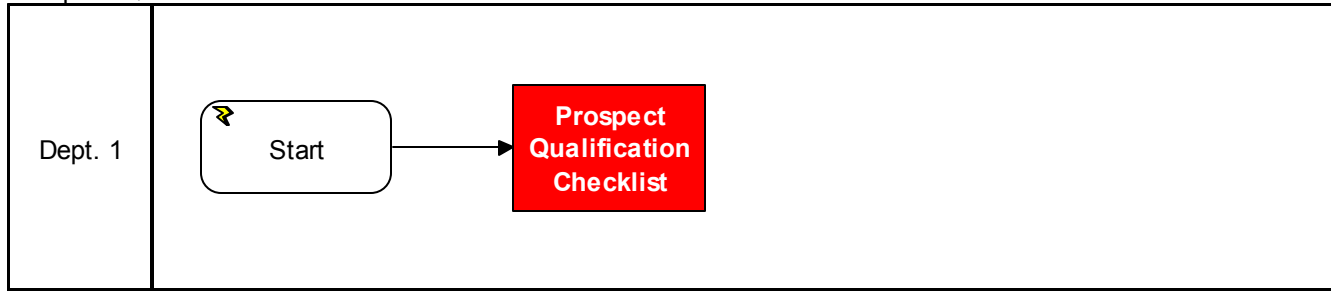 Dept. 1
Start
Prospect
Qualification
Checklist